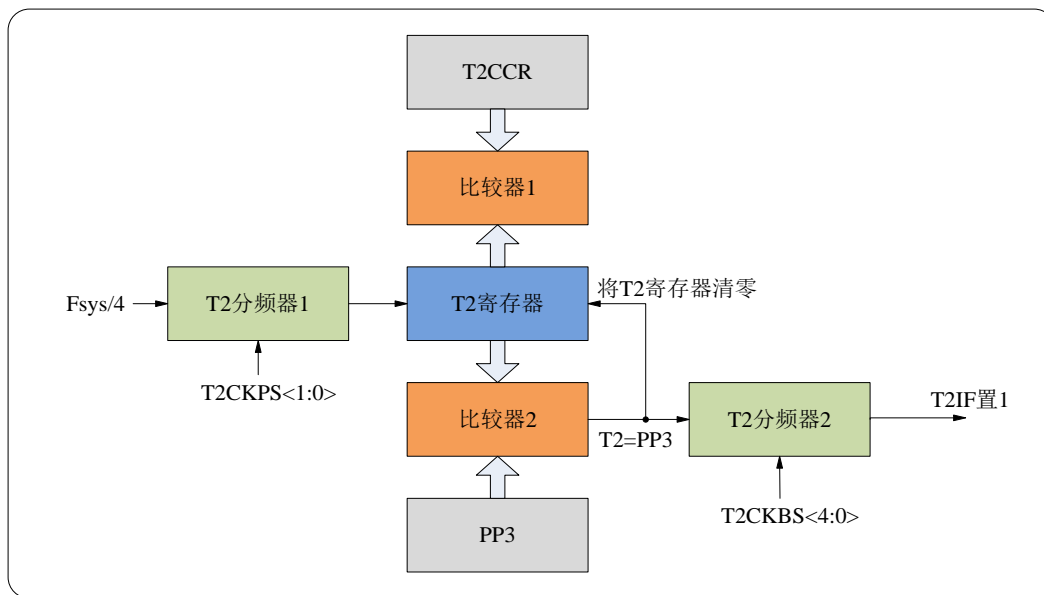 T2CCR
比较器1
Fsys/4
T2分频器1
T2寄存器
将T2寄存器清零
T2CKPS<1:0>
比较器2
T2=PP3
T2分频器2
T2IF置1
PP3
T2CKBS<4:0>